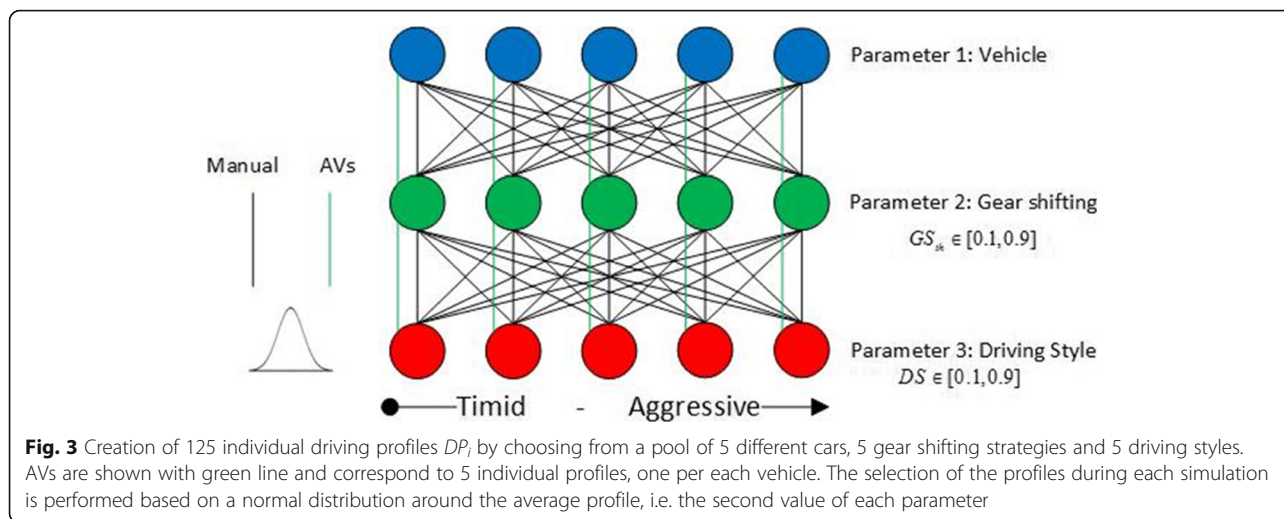 Parameter 1: Vehicle
Manual AVs
Parameter 2: Gear shifting
GS_th ∈ [0.1, 0.9]
Parameter 3: Driving Style
DS ∈ [0.1, 0.9]
Timid - Aggressive
Fig. 3 Creation of 125 individual driving profiles DPi by choosing from a pool of 5 different cars, 5 gear shifting strategies and 5 driving styles.
AVs are shown with green line and correspond to 5 individual profiles, one per each vehicle. The selection of the profiles during each simulation
is performed based on a normal distribution around the average profile, i.e. the second value of each parameter